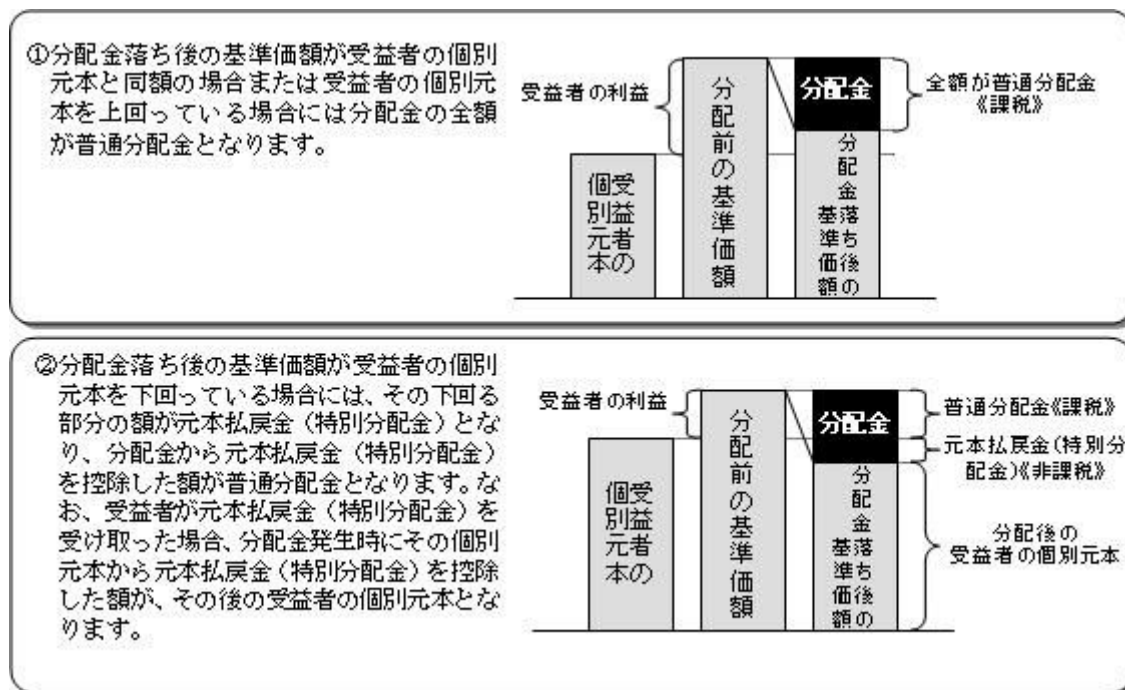 ①分配金落ち後の基準価額が受益者の個別
元本と同額の場合または受益者の個別元
本を上回っている場合には分配金の全額
が普通分配金となります。
受益者の利益
受益者の
個別元本
分配前の基準価額
分配金
分配金落ち後の
基準価額
全額が普通分配金
《課税》
②分配金落ち後の基準価額が受益者の個別
元本を下回っている場合には、その下回る
部分の額が元本払戻金（特別分配金）とな
り、分配金から元本払戻金（特別分配金）
を控除した額が普通分配金となります。な
お、受益者が元本払戻金（特別分配金）を
受け取った場合、分配金発生時にその個別
元本から元本払戻金（特別分配金）を控除
した額が、その後の受益者の個別元本とな
ります。
受益者の利益
受益者の
個別元本
分配前の基準価額
分配金
分配金落ち後の
基準価額
普通分配金《課税》
元本払戻金（特別分
配金）《非課税》
分配後の
受益者の個別元本